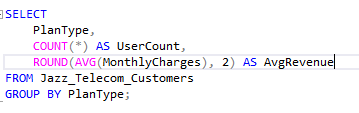 SELECT
    PlanType,
    COUNT(*) AS UserCount,
    ROUND(AVG(MonthlyCharges), 2) AS AvgRevenue
FROM Jazz_Telecom_Customers
GROUP BY PlanType;